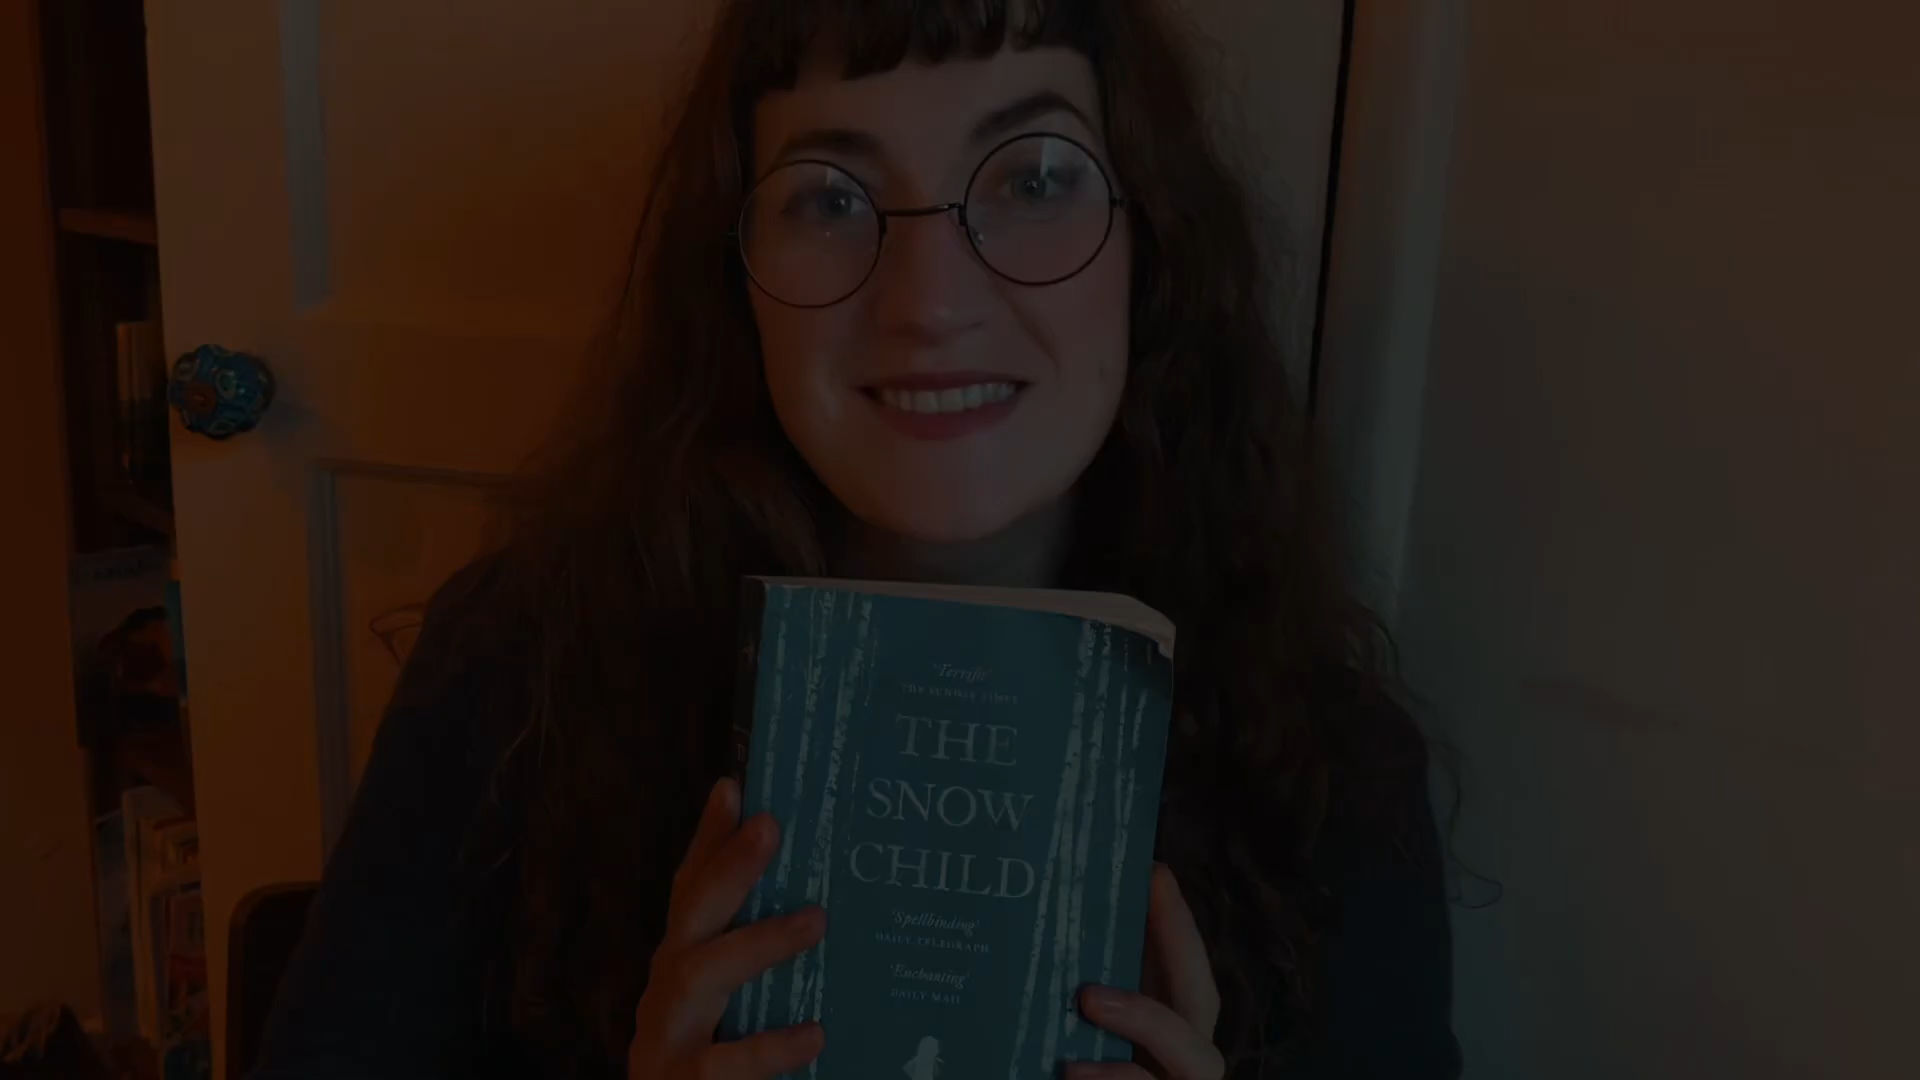 'Terrific'
THE SUNDAY TIMES
THE
SNOW
CHILD
'Spellbinding'
DAILY TELEGRAPH
'Enchanting'
DAILY MAIL